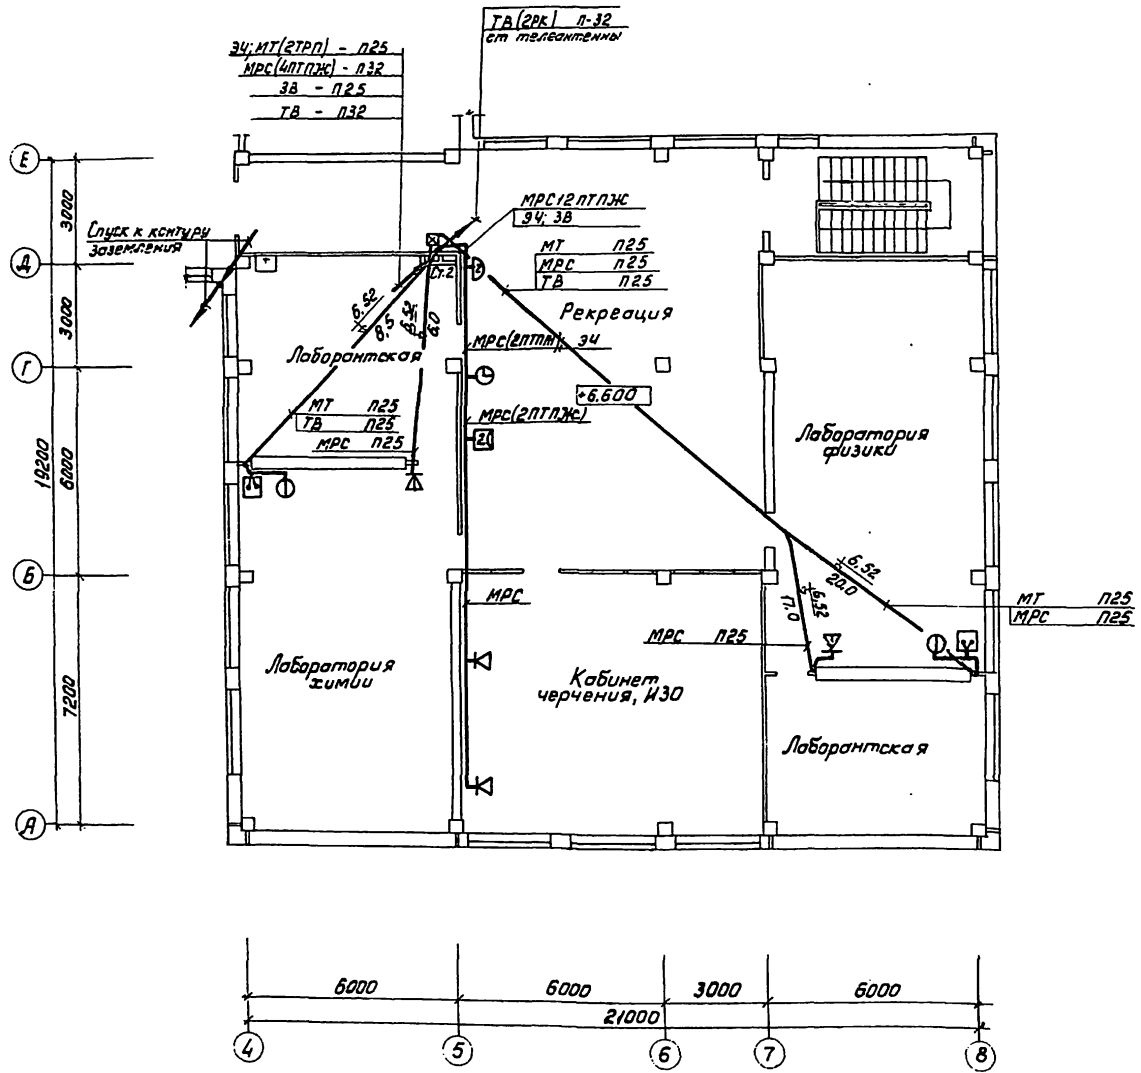 ТВ(2РК) П-32
от телеантенны
ЭЧ; МТ(2ТРП) - П25
МРС(4ПТПЖ) - П32
ЗВ - П25
ТВ - П32
Е
3000
Спуск к контуру
заземления
МРС12ПТПЖ
ЭЧ; ЗВ
МТ П25
МРС П25
ТВ П25
Д
Ст.2
2
Рекреация
3000
6.52
8.5
6.52
6.0
МРС(2ПТПЖ) ЭЧ
Лаборантская
Г
+6.600
МТ П25
ТВ П25
МРС П25
МРС(2ПТПЖ)
2
Лаборатория
физики
19200
6000
Б
6.52
20.0
6.52
17.0
МРС
МТ П25
МРС П25
МРС П25
Лаборатория
химии
Кабинет
черчения, ИЗО
7200
Лаборантская
А
6000
6000
3000
6000
21000
4
5
6
7
8